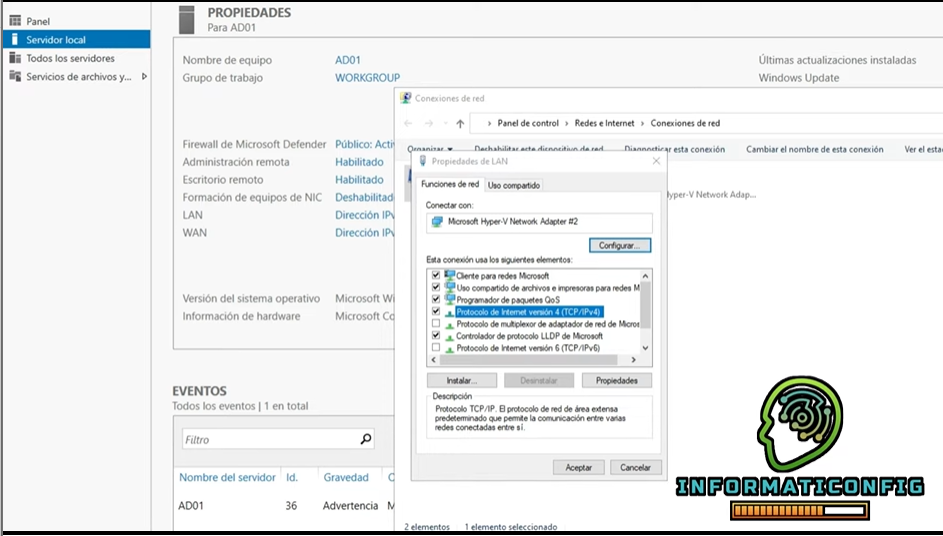 Panel
Servidor local
Todos los servidores
Servicios de archivos y...
PROPIEDADES
Para AD01
Nombre de equipo AD01
Grupo de trabajo WORKGROUP
Últimas actualizaciones instaladas
Windows Update
Firewall de Microsoft Defender Público: Acti
Administración remota Habilitado
Escritorio remoto Habilitado
Formación de equipos de NIC Deshabilitad
LAN Dirección IPv
WAN Dirección IPv
Versión del sistema operativo Microsoft Wi
Información de hardware Microsoft Co
EVENTOS
Todos los eventos | 1 en total
Filtro
Nombre del servidor Id. Gravedad C
AD01 36 Advertencia M
Conexiones de red
Panel de control Redes e Internet Conexiones de red
Organizar Deshabilitar este dispositivo de red Diagnosticar esta conexión Cambiar el nombre de esta conexión Ver el esta
yper-V Network Adap...
Propiedades de LAN
Funciones de red Uso compartido
Conectar con:
Microsoft Hyper-V Network Adapter #2
Configurar...
Esta conexión usa los siguientes elementos:
Cliente para redes Microsoft
Uso compartido de archivos e impresoras para redes M
Programador de paquetes QoS
Protocolo de Internet versión 4 (TCP/IPv4)
Protocolo de multiplexor de adaptador de red de Micros
Controlador de protocolo LLDP de Microsoft
Protocolo de Internet versión 6 (TCP/IPv6)
Instalar... Desinstalar Propiedades
Descripción
Protocolo TCP/IP. El protocolo de red de área extensa
predeterminado que permite la comunicación entre varias
redes conectadas entre sí.
Aceptar Cancelar
2 elementos 1 elemento seleccionado
INFORMATICONFIG